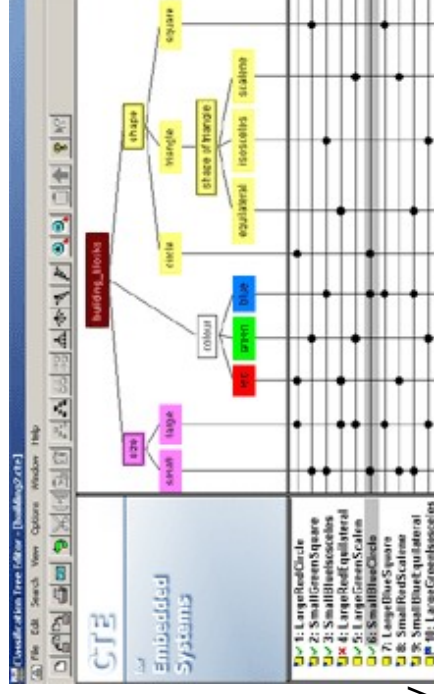 Classification Tree Editor - [building2.cte]
File Edit Search View Options Window Help
CTE
for
Embedded
Systems
building_blocks
size
shape
small
large
colour
circle
triangle
square
red
green
blue
shape of triangle
equilateral
isosceles
scalene
1: LargeRedCircle
2: SmallGreenSquare
3: SmallBlueIsosceles
4: LargeRedEquilateral
5: LargeGreenScalen
6: SmallBlueCircle
7: LargeBlueSquare
8: SmallRedScalene
9: SmallBlueEquilateral
10: LargeGreenIsosceles